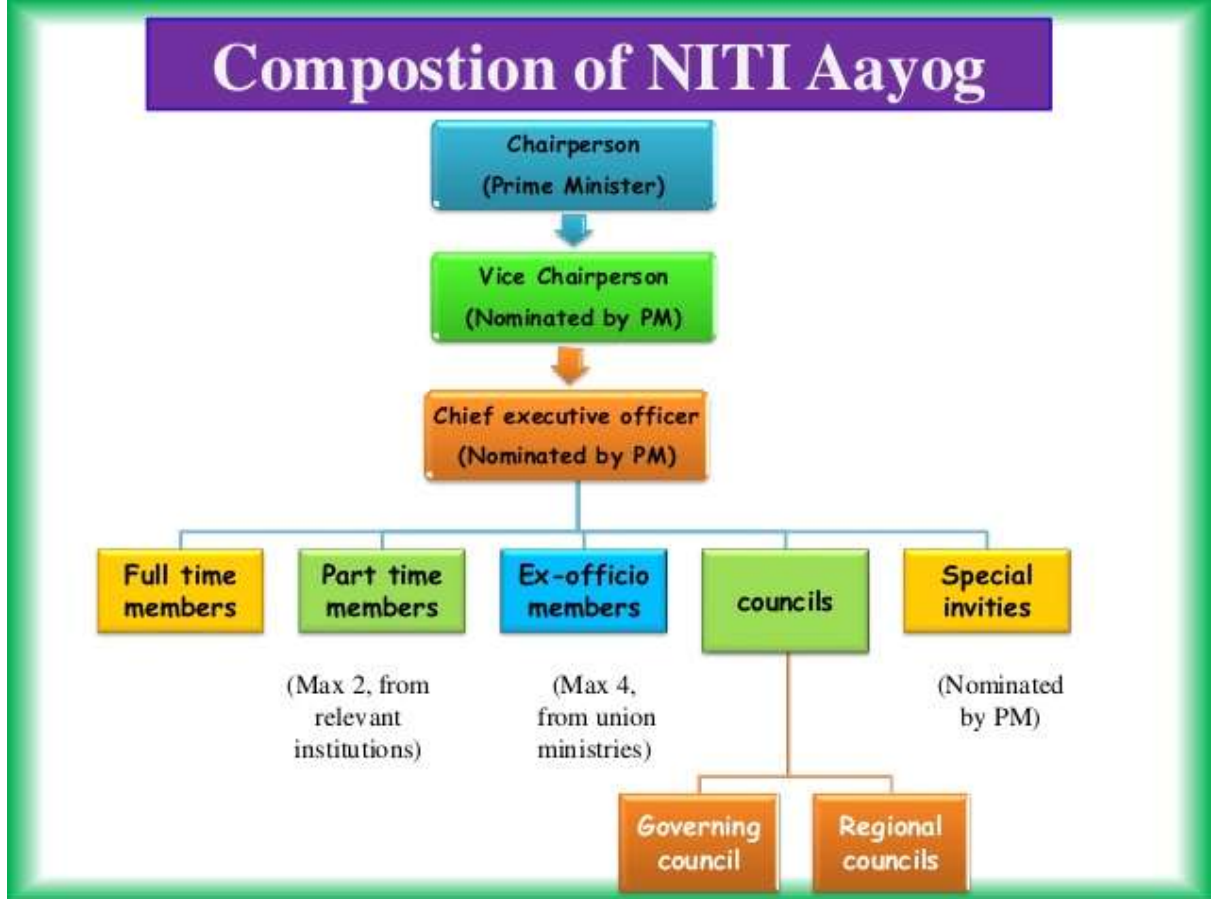 Compostion of NITI Aayog
Chairperson
(Prime Minister)
Vice Chairperson
(Nominated by PM)
Chief executive officer
(Nominated by PM)
Full time
members
Part time
members
Ex-officio
members
councils
Special
invities
(Max 2, from
relevant
institutions)
(Max 4,
from union
ministries)
(Nominated
by PM)
Governing
council
Regional
councils